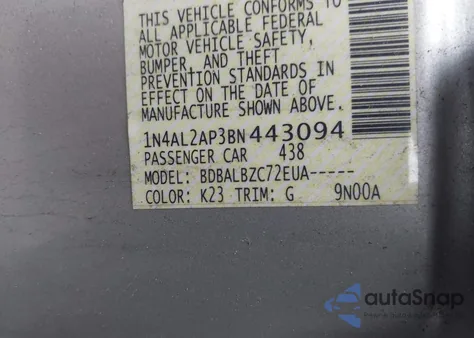 THIS VEHICLE CONFORMS TO
ALL APPLICABLE FEDERAL
MOTOR VEHICLE SAFETY,
BUMPER, AND THEFT
PREVENTION STANDARDS IN
EFFECT ON THE DATE OF
MANUFACTURE SHOWN ABOVE.
1N4AL2AP3BN443094
PASSENGER CAR 438
MODEL: BDBALBZC72EUA-----
COLOR: K23 TRIM: G 9N00A
autoSnap